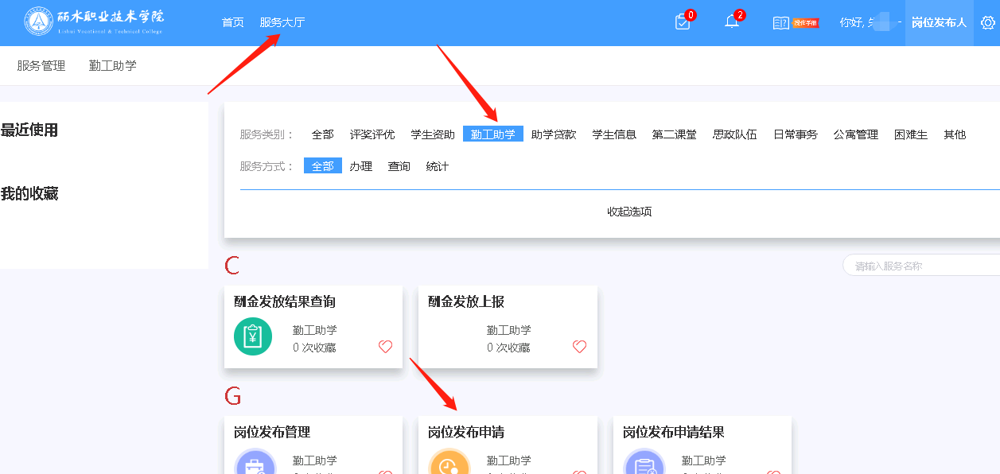 丽水职业技术学院
Lishui Vocational & Technical College
首页 服务大厅
0
2
操作手册
你好,
岗位发布人
服务管理 勤工助学
最近使用
我的收藏
服务类别： 全部 评奖评优 学生资助 勤工助学 助学贷款 学生信息 第二课堂 思政队伍 日常事务 公寓管理 困难生 其他
服务方式： 全部 办理 查询 统计
收起选项
C
请输入服务名称
酬金发放结果查询
勤工助学
0 次收藏
酬金发放上报
勤工助学
0 次收藏
G
岗位发布管理
勤工助学
岗位发布申请
勤工助学
岗位发布申请结果
勤工助学